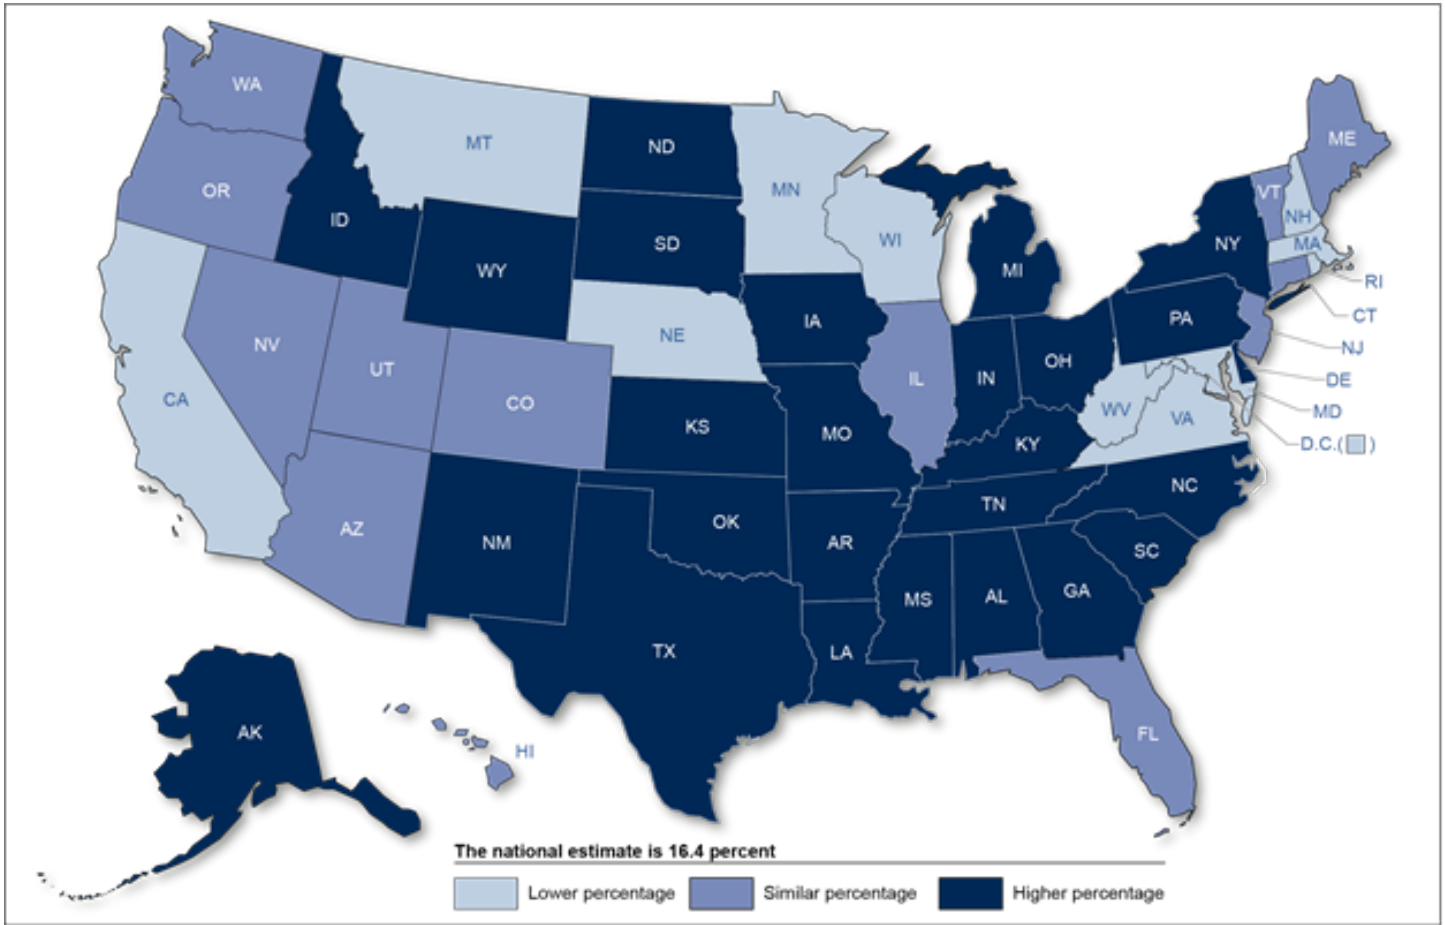 WA
MT
ND
ME
OR
MN
VT
ID
NH
SD
WI
NY
MA
WY
MI
RI
CT
IA
PA
NE
NV
NJ
OH
UT
IL
IN
DE
CA
CO
WV
MD
VA
KS
MO
KY
D.C.( )
NC
TN
AZ
OK
NM
AR
SC
MS
AL
GA
TX
LA
AK
HI
FL
The national estimate is 16.4 percent
Lower percentage
Similar percentage
Higher percentage